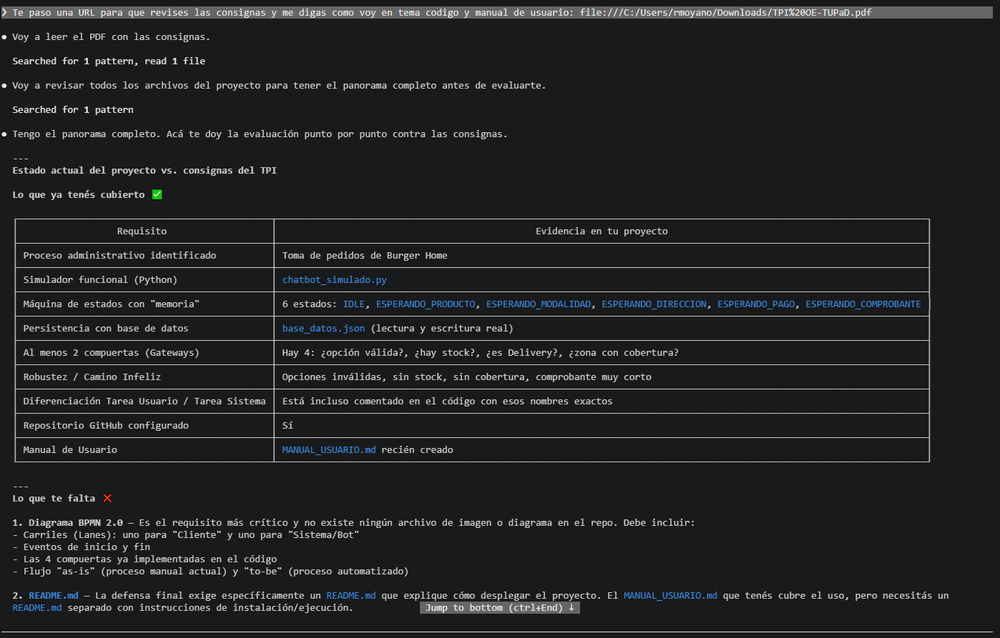 ❯ Te paso una URL para que revises las consignas y me digas como voy en tema codigo y manual de usuario: file:///C:/Users/rmoyano/Downloads/TPI%20OE-TUPaD.pdf
● Voy a leer el PDF con las consignas.
Searched for 1 pattern, read 1 file
● Voy a revisar todos los archivos del proyecto para tener el panorama completo antes de evaluarte.
Searched for 1 pattern
● Tengo el panorama completo. Acá te doy la evaluación punto por punto contra las consignas.
---
Estado actual del proyecto vs. consignas del TPI
Lo que ya tenés cubierto ✅
Requisito | Evidencia en tu proyecto
Proceso administrativo identificado | Toma de pedidos de Burger Home
Simulador funcional (Python) | chatbot_simulado.py
Máquina de estados con "memoria" | 6 estados: IDLE, ESPERANDO_PRODUCTO, ESPERANDO_MODALIDAD, ESPERANDO_DIRECCION, ESPERANDO_PAGO, ESPERANDO_COMPROBANTE
Persistencia con base de datos | base_datos.json (lectura y escritura real)
Al menos 2 compuertas (Gateways) | Hay 4: ¿opción válida?, ¿hay stock?, ¿es Delivery?, ¿zona con cobertura?
Robustez / Camino Infeliz | Opciones inválidas, sin stock, sin cobertura, comprobante muy corto
Diferenciación Tarea Usuario / Tarea Sistema | Está incluso comentado en el código con esos nombres exactos
Repositorio GitHub configurado | Sí
Manual de Usuario | MANUAL_USUARIO.md recién creado
---
Lo que te falta ❌
1. Diagrama BPMN 2.0 — Es el requisito más crítico y no existe ningún archivo de imagen o diagrama en el repo. Debe incluir:
- Carriles (Lanes): uno para "Cliente" y uno para "Sistema/Bot"
- Eventos de inicio y fin
- Las 4 compuertas ya implementadas en el código
- Flujo "as-is" (proceso manual actual) y "to-be" (proceso automatizado)
2. README.md — La defensa final exige específicamente un README.md que explique cómo desplegar el proyecto. El MANUAL_USUARIO.md que tenés cubre el uso, pero necesitás un
README.md separado con instrucciones de instalación/ejecución.
Jump to bottom (ctrl+End) ↓